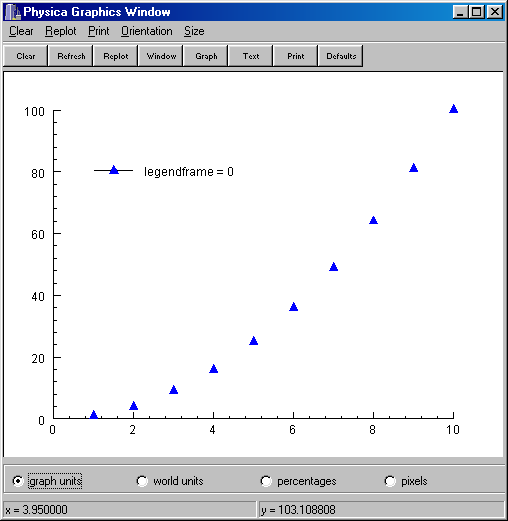 Physica Graphics Window
Clear Replot Print Orientation Size
Clear Refresh Replot Window Graph Text Print Defaults
100
legendframe = 0
80
60
40
20
0
0 2 4 6 8 10
graph units world units percentages pixels
x = 3.950000 y = 103.108808